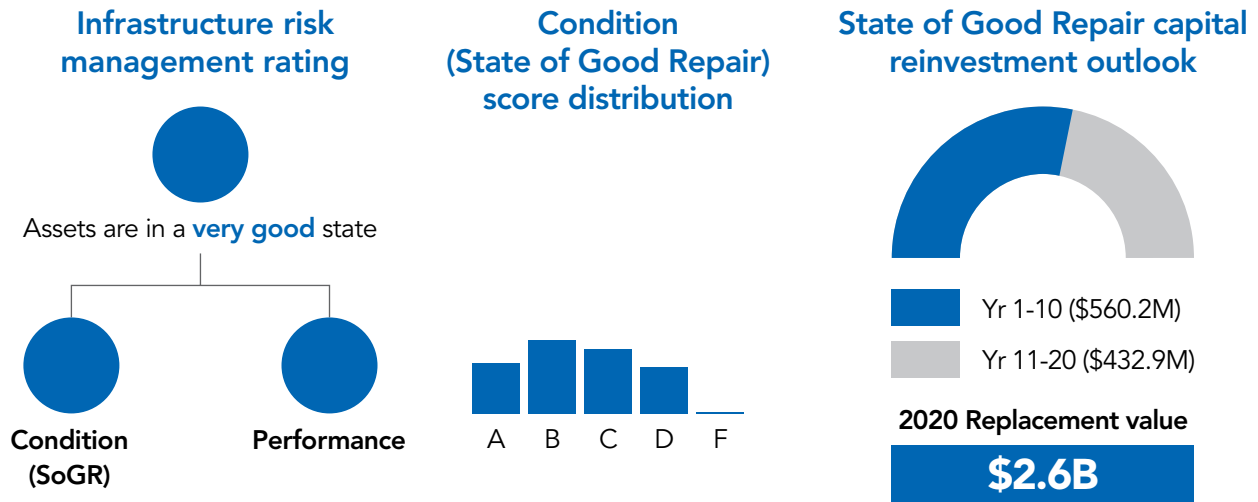 Infrastructure risk
management rating
Assets are in a very good state
Condition
(SoGR)
Performance
Condition
(State of Good Repair)
score distribution
A B C D F
State of Good Repair capital
reinvestment outlook
Yr 1-10 ($560.2M)
Yr 11-20 ($432.9M)
2020 Replacement value
$2.6B